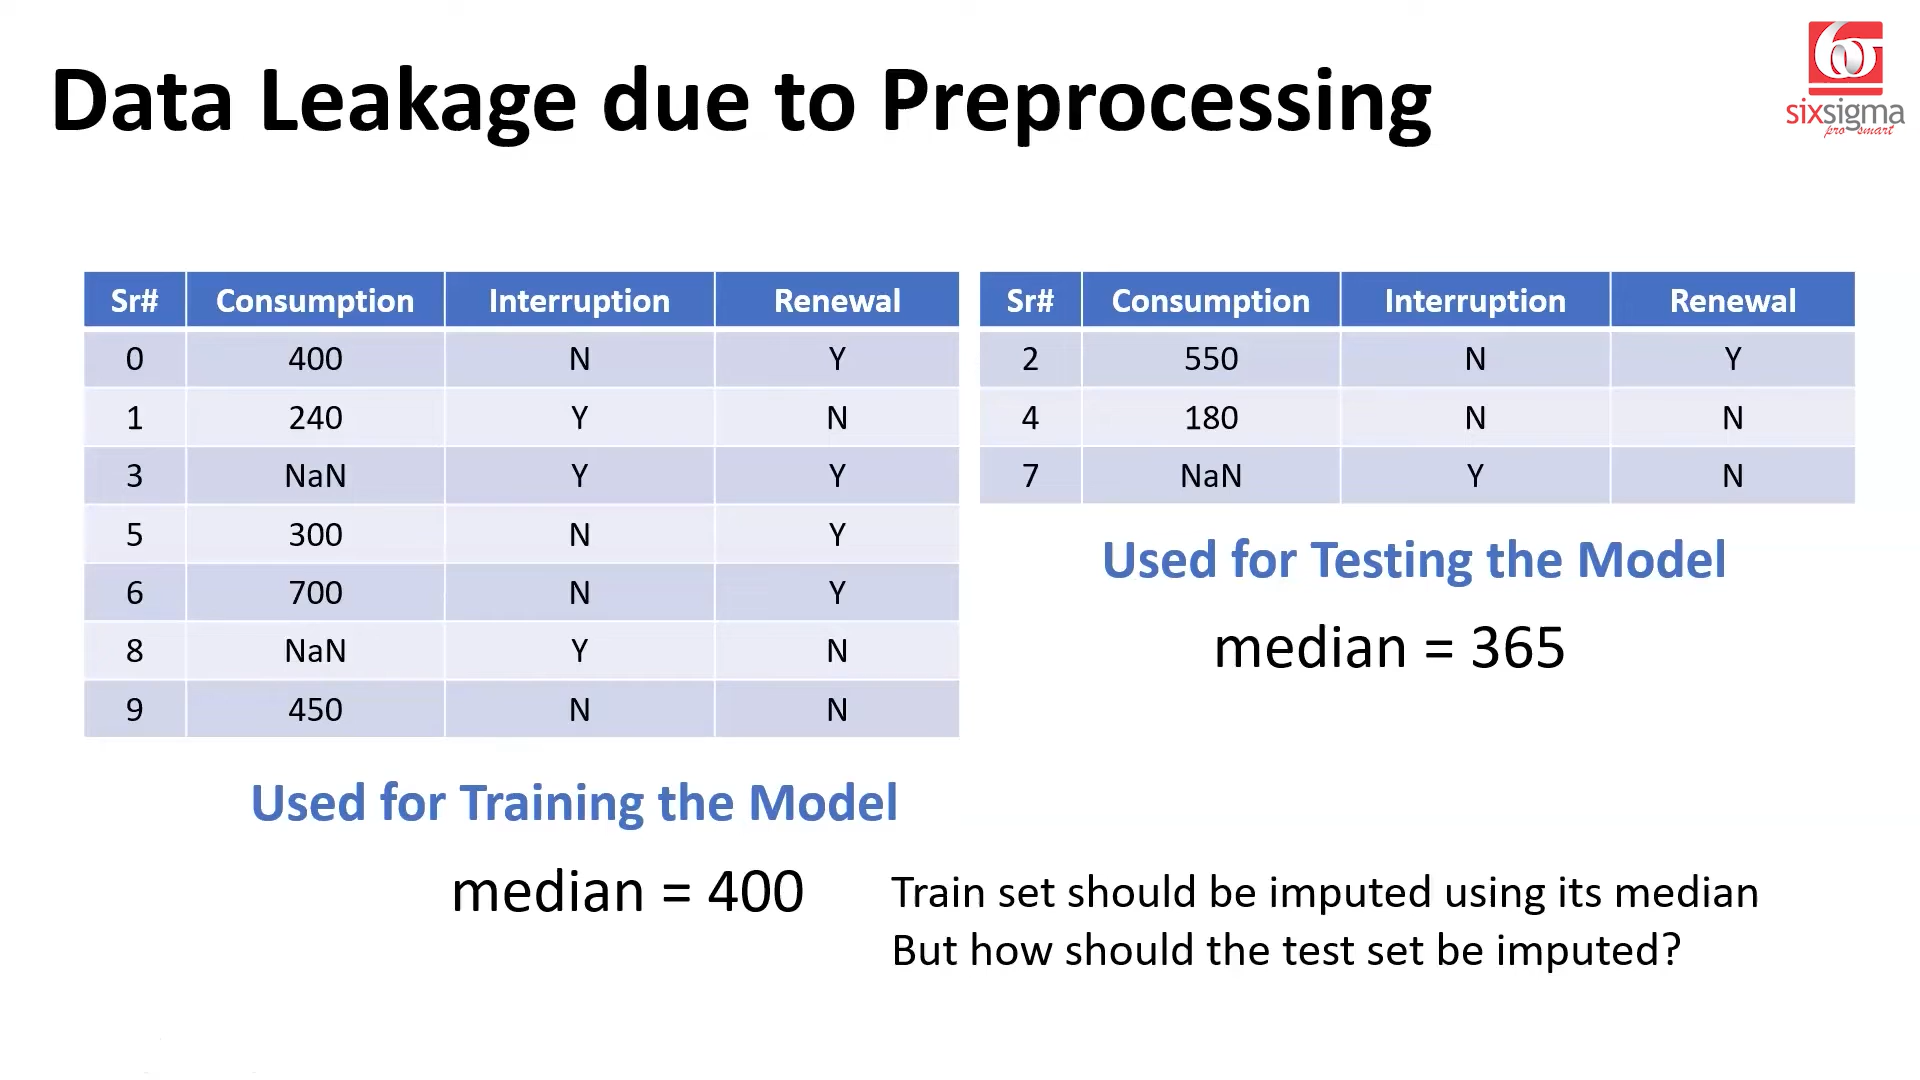 Data Leakage due to Preprocessing
6σ
sixsigma
pro smart
Sr# Consumption Interruption Renewal
0 400 N Y
1 240 Y N
3 NaN Y Y
5 300 N Y
6 700 N Y
8 NaN Y N
9 450 N N
Used for Training the Model
median = 400
Sr# Consumption Interruption Renewal
2 550 N Y
4 180 N N
7 NaN Y N
Used for Testing the Model
median = 365
Train set should be imputed using its median
But how should the test set be imputed?